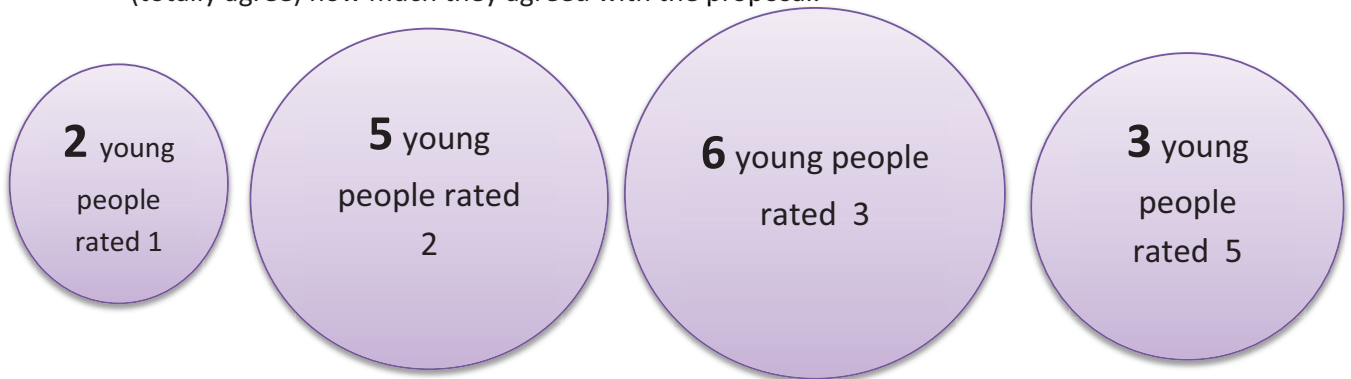 (totally agree) how much they agreed with the proposal.
2 young
people
rated 1
5 young
people rated
2
6 young people
rated 3
3 young
people
rated 5